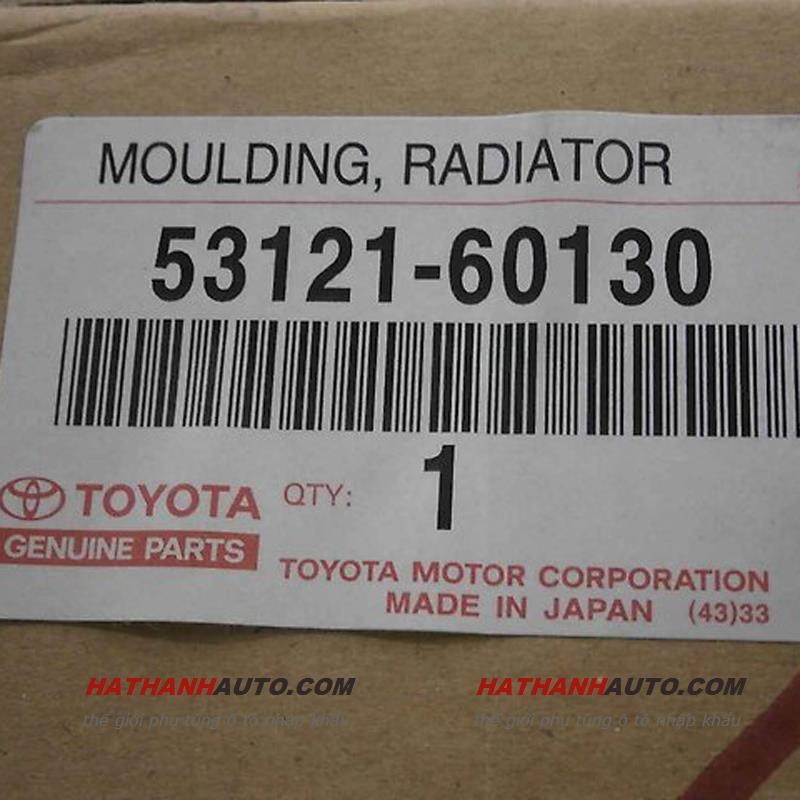 MOULDING, RADIATOR
53121-60130
QTY: 1
TOYOTA
GENUINE PARTS
TOYOTA MOTOR CORPORATION
MADE IN JAPAN (43)33
HATHANHAUTO.COM HATHANHAUTO.COM
thế giới phụ tùng ô tô nhập khẩu thế giới phụ tùng ô tô nhập khẩu